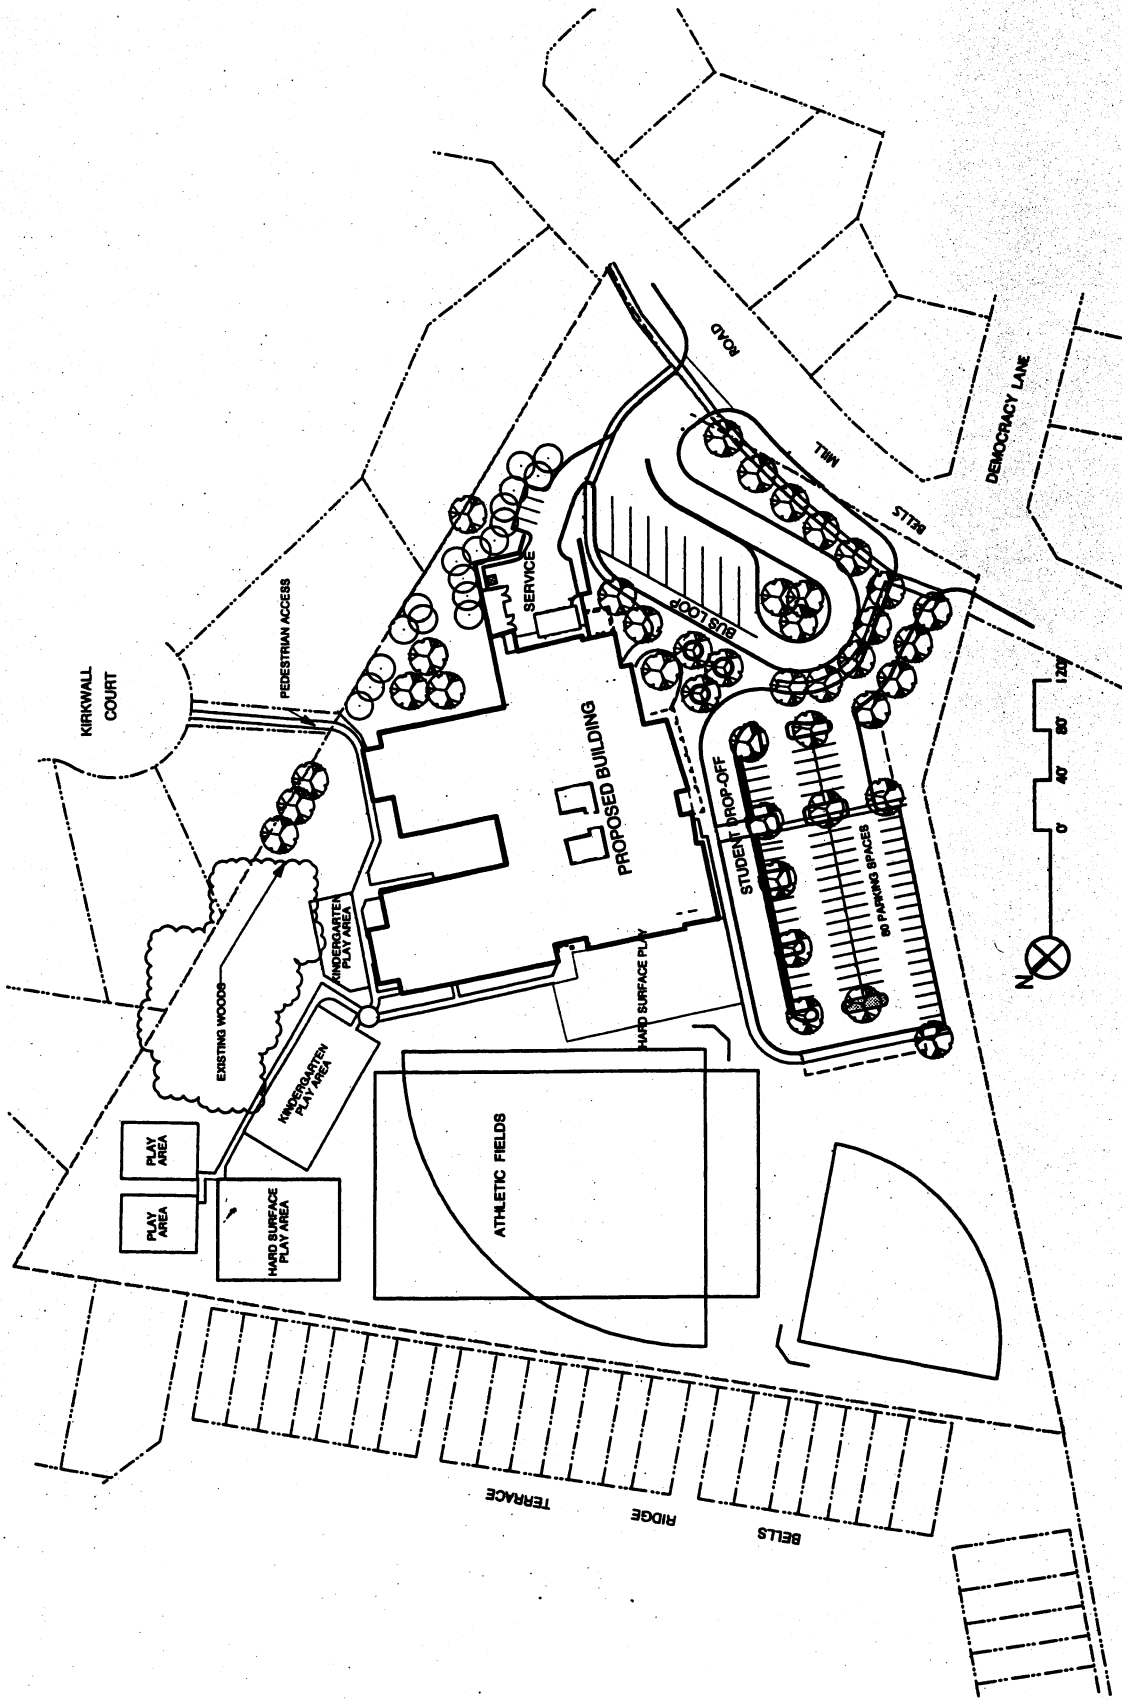 KIRKWALL
COURT
PEDESTRIAN ACCESS
ROAD
MILL
BELLS
DEMOCRACY LANE
SERVICE
BUS LOOP
PROPOSED BUILDING
STUDENT DROP-OFF
80 PARKING SPACES
KINDERGARTEN
PLAY AREA
HARD SURFACE PLAY
EXISTING WOODS
KINDERGARTEN
PLAY AREA
PLAY
AREA
PLAY
AREA
HARD SURFACE
PLAY AREA
ATHLETIC FIELDS
0' 40' 80' 120'
N
BELLS RIDGE TERRACE